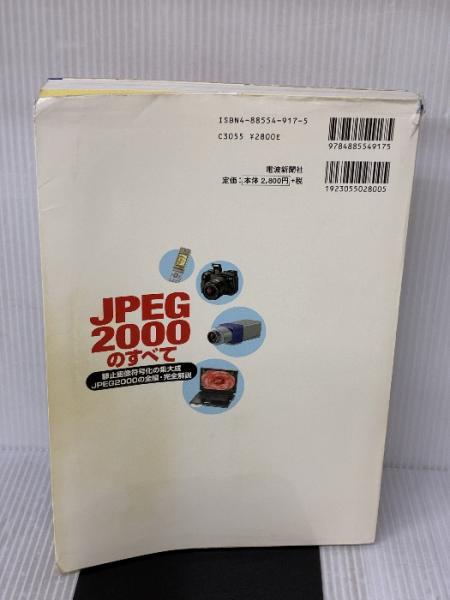 ISBN4-88554-917-5
C3055 ¥2800E
電波新聞社
定価:本体2,800円+税
9784885549175
1923055028005
JPEG
2000
のすべて
静止画像符号化の集大成
JPEG2000の全容・完全解説